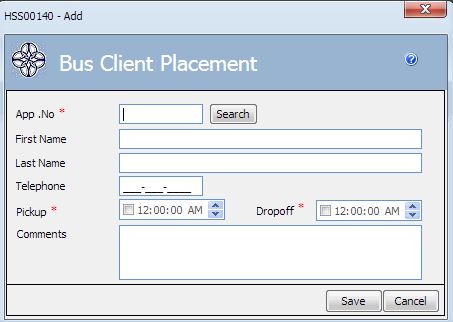 HSS00140 - Add
Bus Client Placement
App .No * Search
First Name
Last Name
Telephone ___-___-____
Pickup * 12:00:00 AM Dropoff * 12:00:00 AM
Comments
Save Cancel